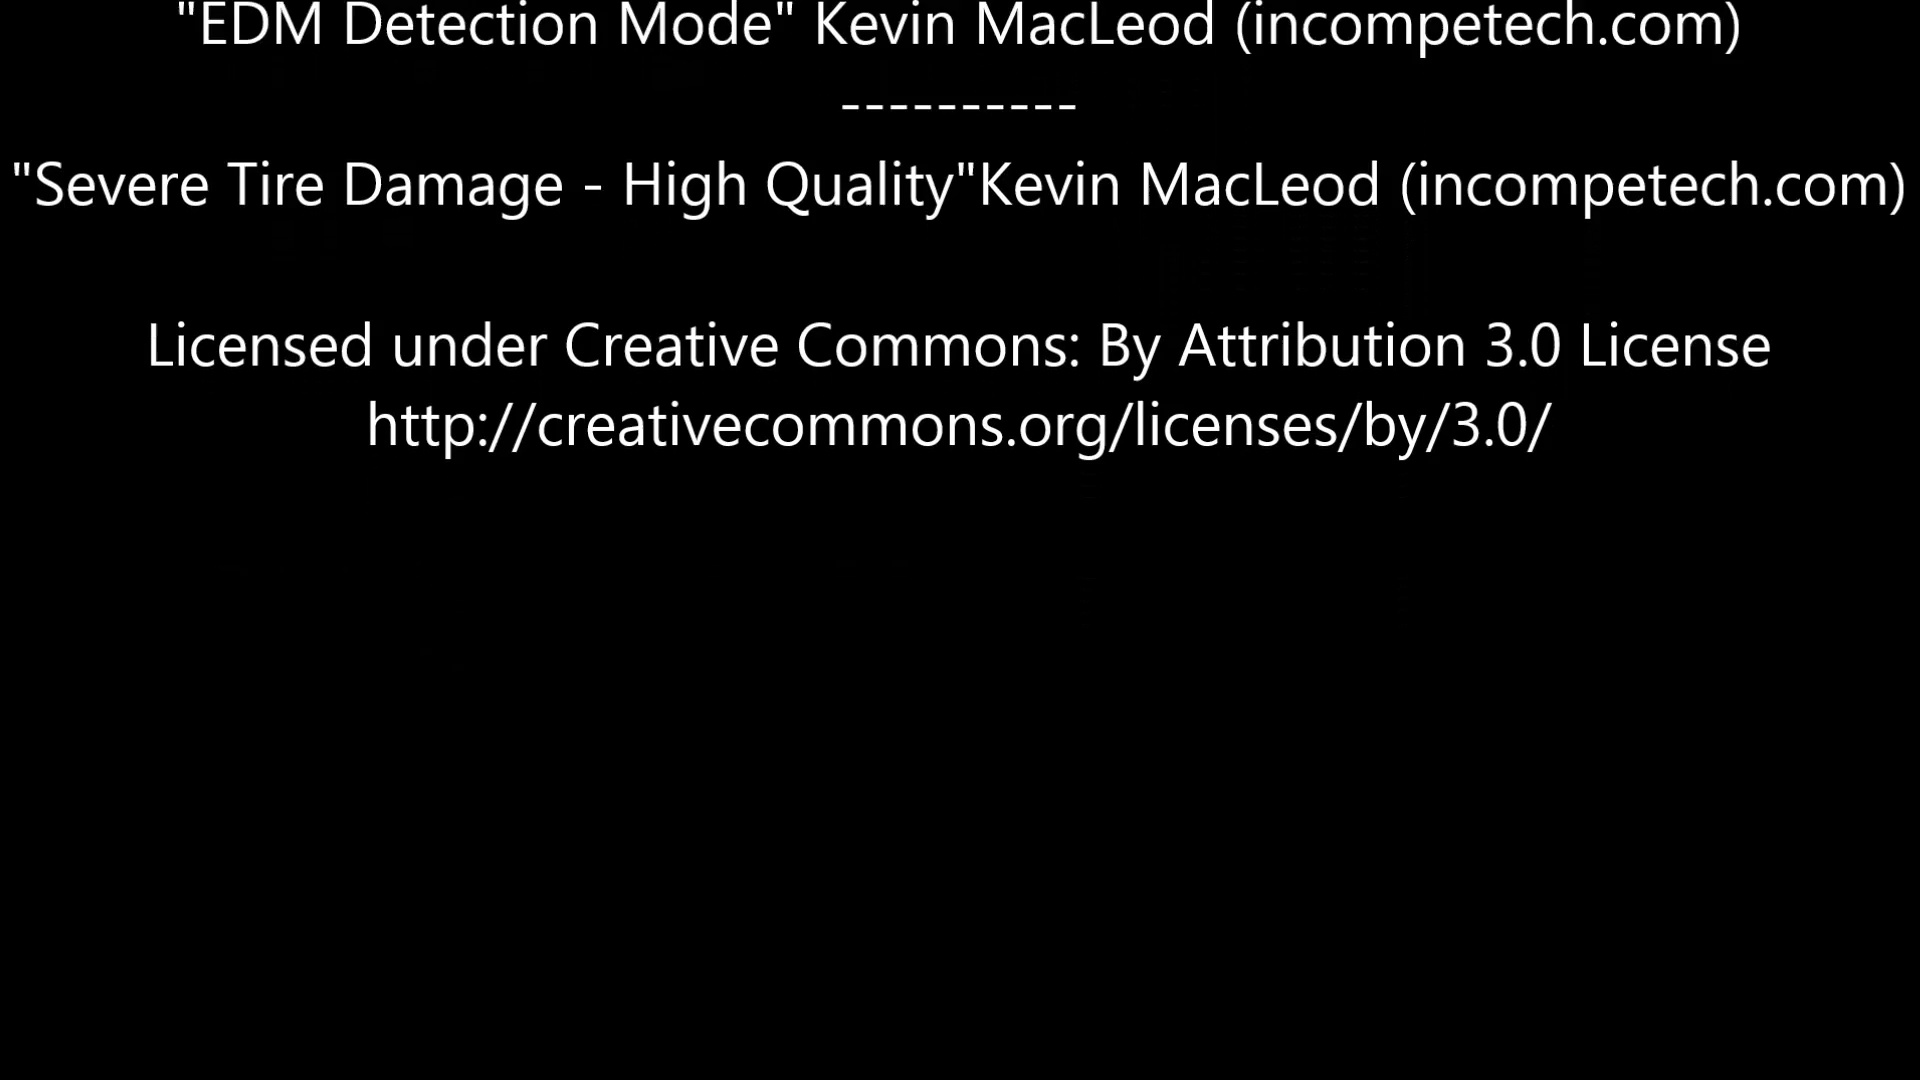 "EDM Detection Mode" Kevin MacLeod (incompetech.com)
----------
"Severe Tire Damage - High Quality"Kevin MacLeod (incompetech.com)
Licensed under Creative Commons: By Attribution 3.0 License
http://creativecommons.org/licenses/by/3.0/